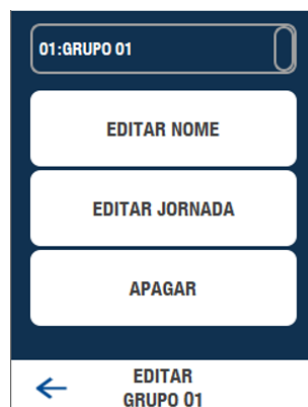 01:GRUPO 01
EDITAR NOME
EDITAR JORNADA
APAGAR
EDITAR
GRUPO 01